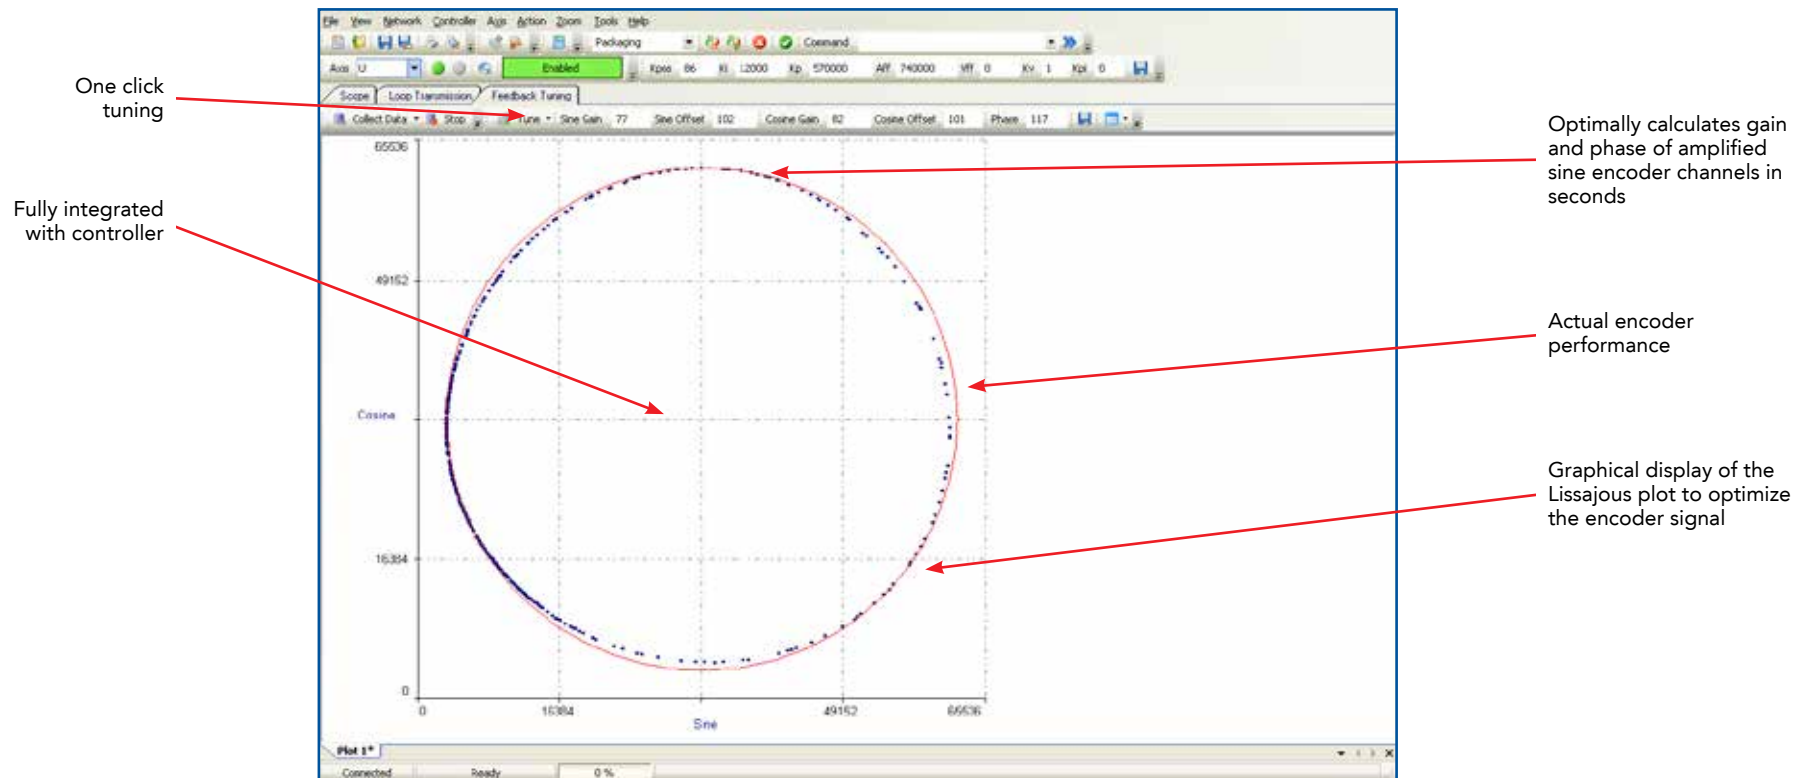 File View Network Controller Axis Action Zoom Tools Help
Packaging Command
Axis U Enabled Kpos 86 Ki 12000 Kp 570000 Aff 740000 Vff 0 Kv 1 Kpi 0
Scope Loop Transmission Feedback Tuning
Collect Data Stop Tune Sine Gain 77 Sine Offset 102 Cosine Gain 82 Cosine Offset 101 Phase 117
One click
tuning
Fully integrated
with controller
Optimally calculates gain
and phase of amplified
sine encoder channels in
seconds
Actual encoder
performance
Graphical display of the
Lissajous plot to optimize
the encoder signal
65536
49152
Cosine
16384
0
0 16384 49152 65536
Sine
Plot 1*
Connected Ready 0 %